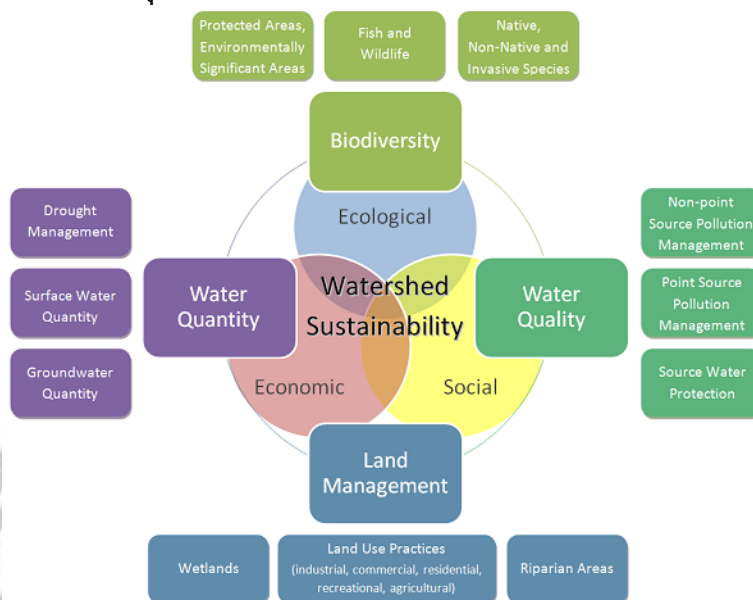 Protected Areas,
Environmentally
Significant Areas
Fish and
Wildlife
Native,
Non-Native and
Invasive Species
Biodiversity
Ecological
Drought
Management
Surface Water
Quantity
Groundwater
Quantity
Water
Quantity
Watershed
Sustainability
Water
Quality
Non-point
Source Pollution
Management
Point Source
Pollution
Management
Source Water
Protection
Economic
Social
Land
Management
Wetlands
Land Use Practices
(industrial, commercial, residential,
recreational, agricultural)
Riparian Areas